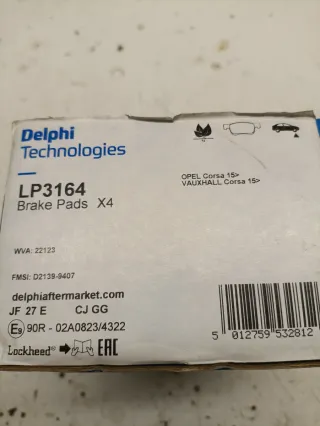 Delphi
Technologies
LP3164
Brake Pads X4
OPEL Corsa 15>
VAUXHALL Corsa 15>
WVA: 22123
FMSI: D2139-9407
delphiaftermarket.com
JF 27 E CJ GG
E9 90R - 02A0823/4322
Lockheed EAC
5 012759 532812